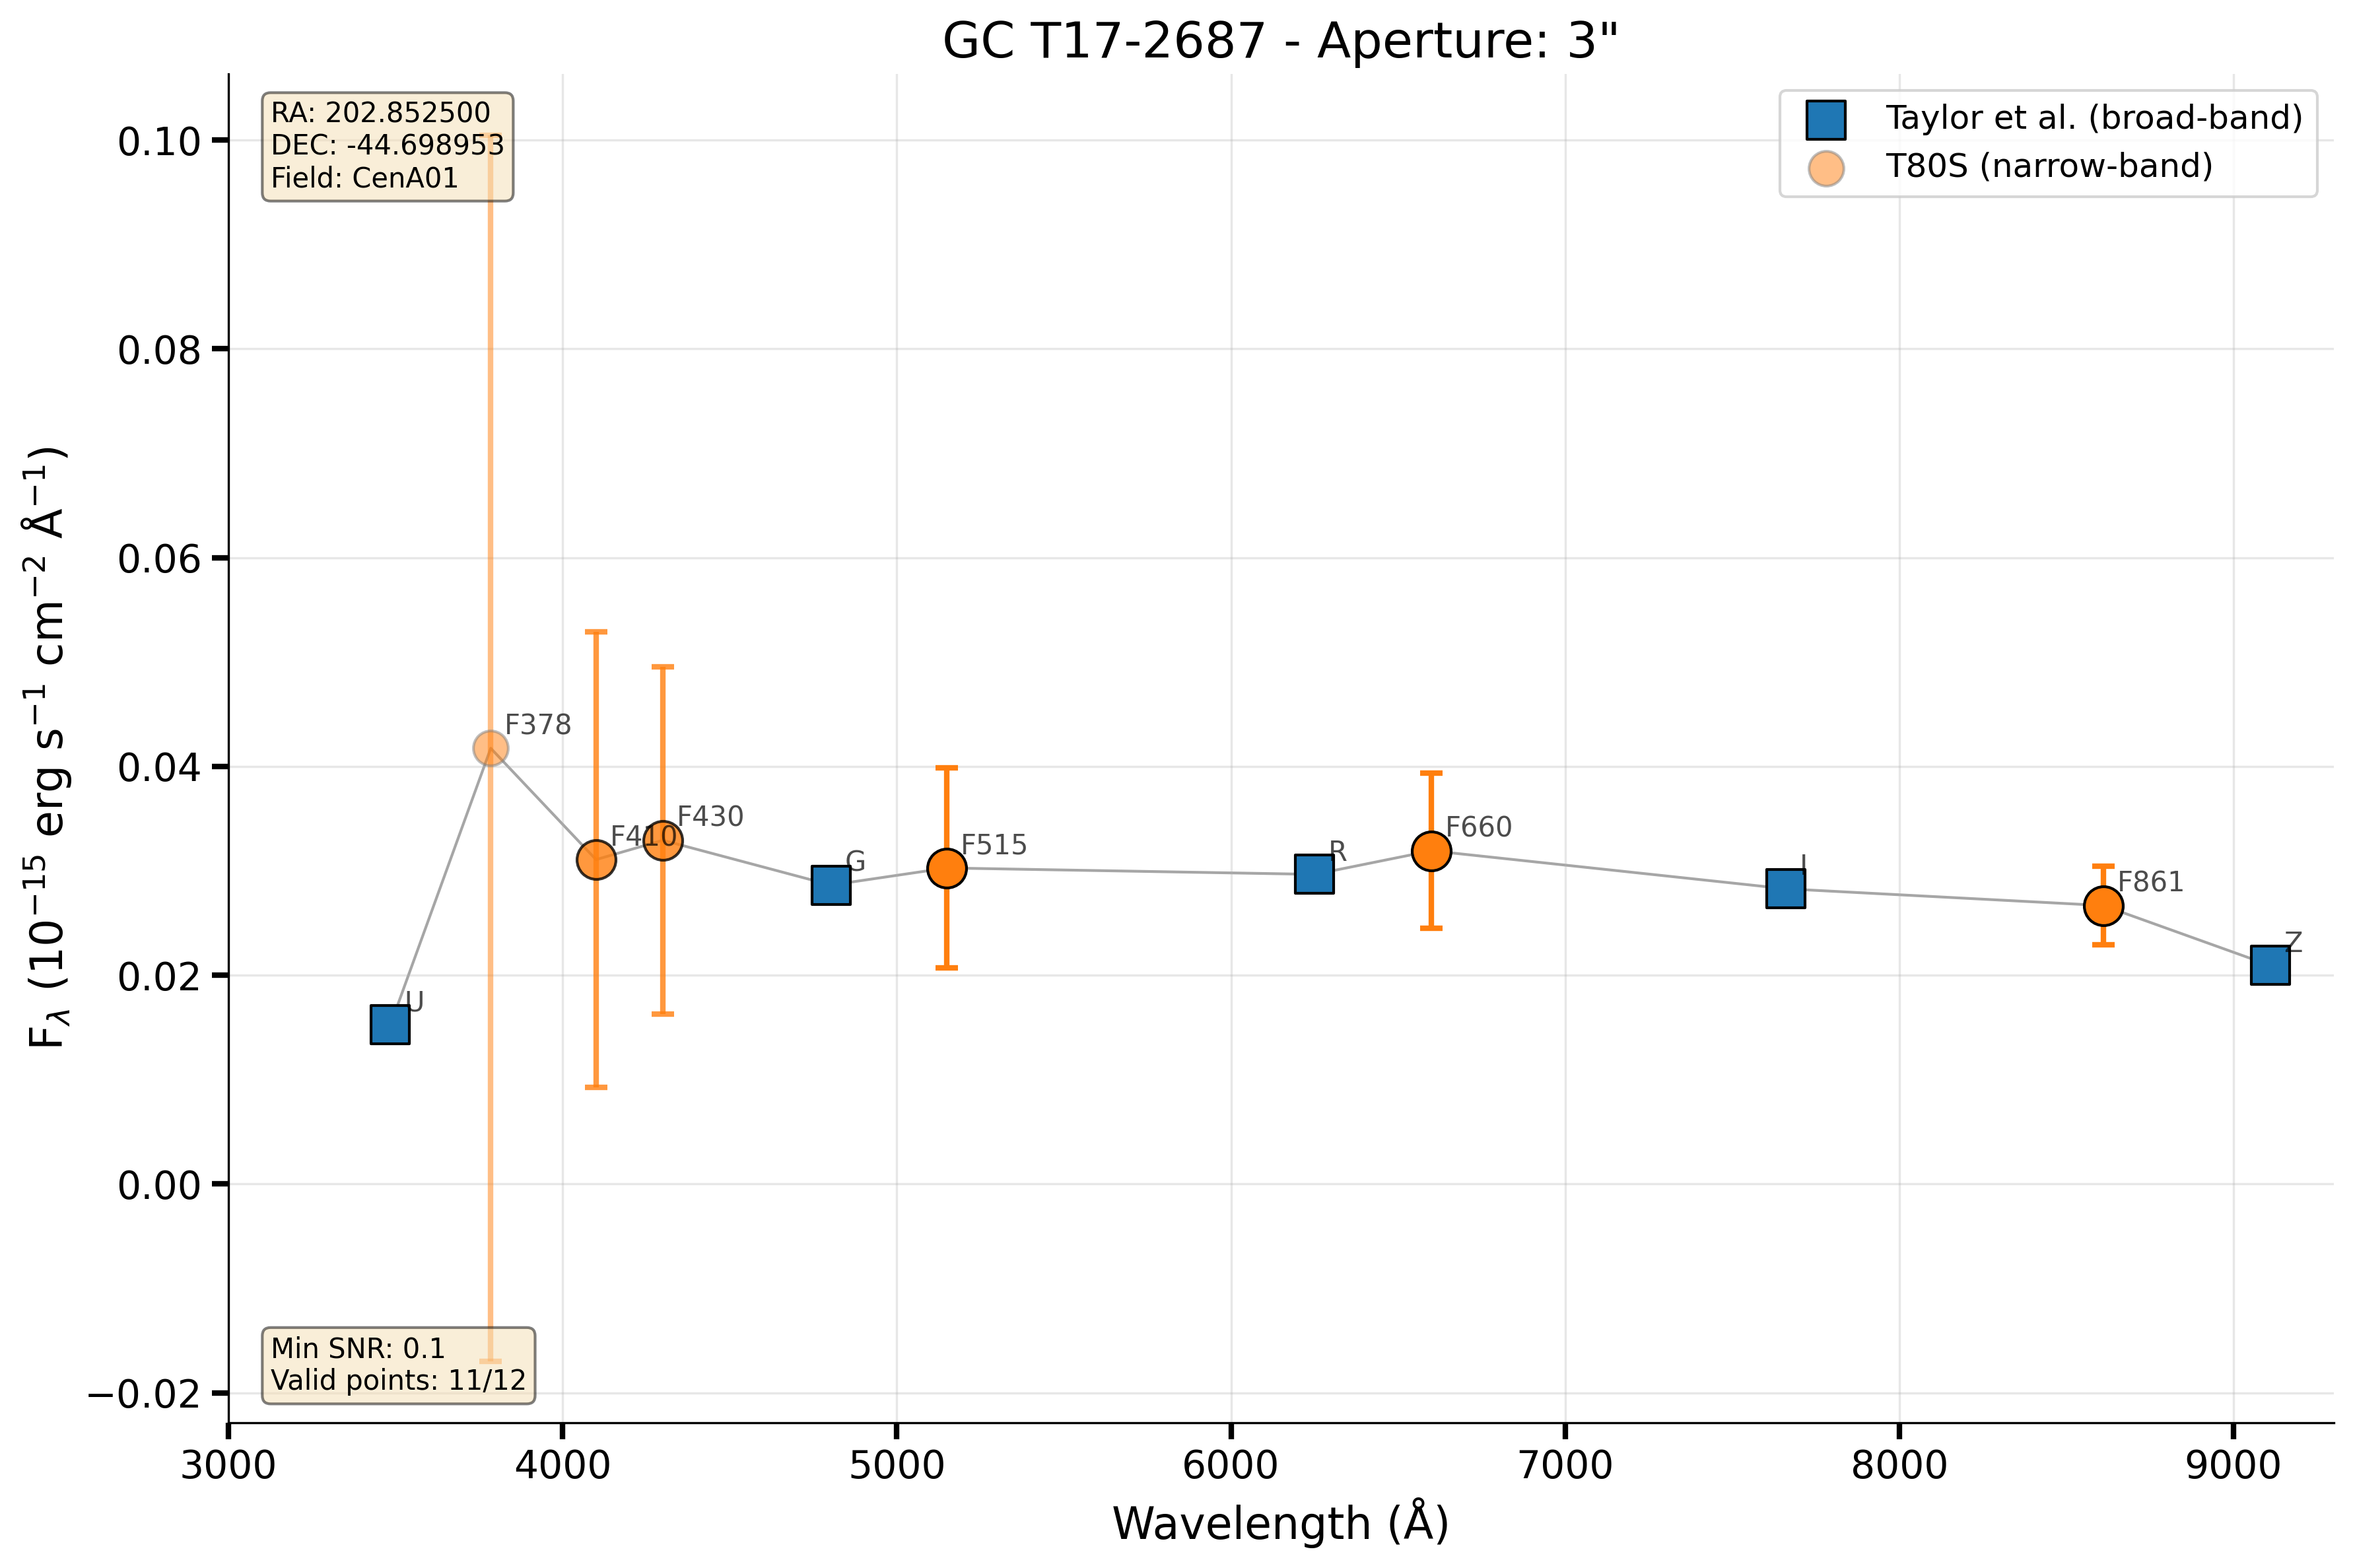 GC T17-2687 - Aperture: 3"
RA: 202.852500
DEC: -44.698953
Field: CenA01
Taylor et al. (broad-band)
T80S (narrow-band)
0.10
0.08
0.06
0.04
0.02
0.00
−0.02
F_λ (10⁻¹⁵ erg s⁻¹ cm⁻² Å⁻¹)
U
F378
F410
F430
G
F515
R
F660
I
F861
Z
Min SNR: 0.1
Valid points: 11/12
3000 4000 5000 6000 7000 8000 9000
Wavelength (Å)